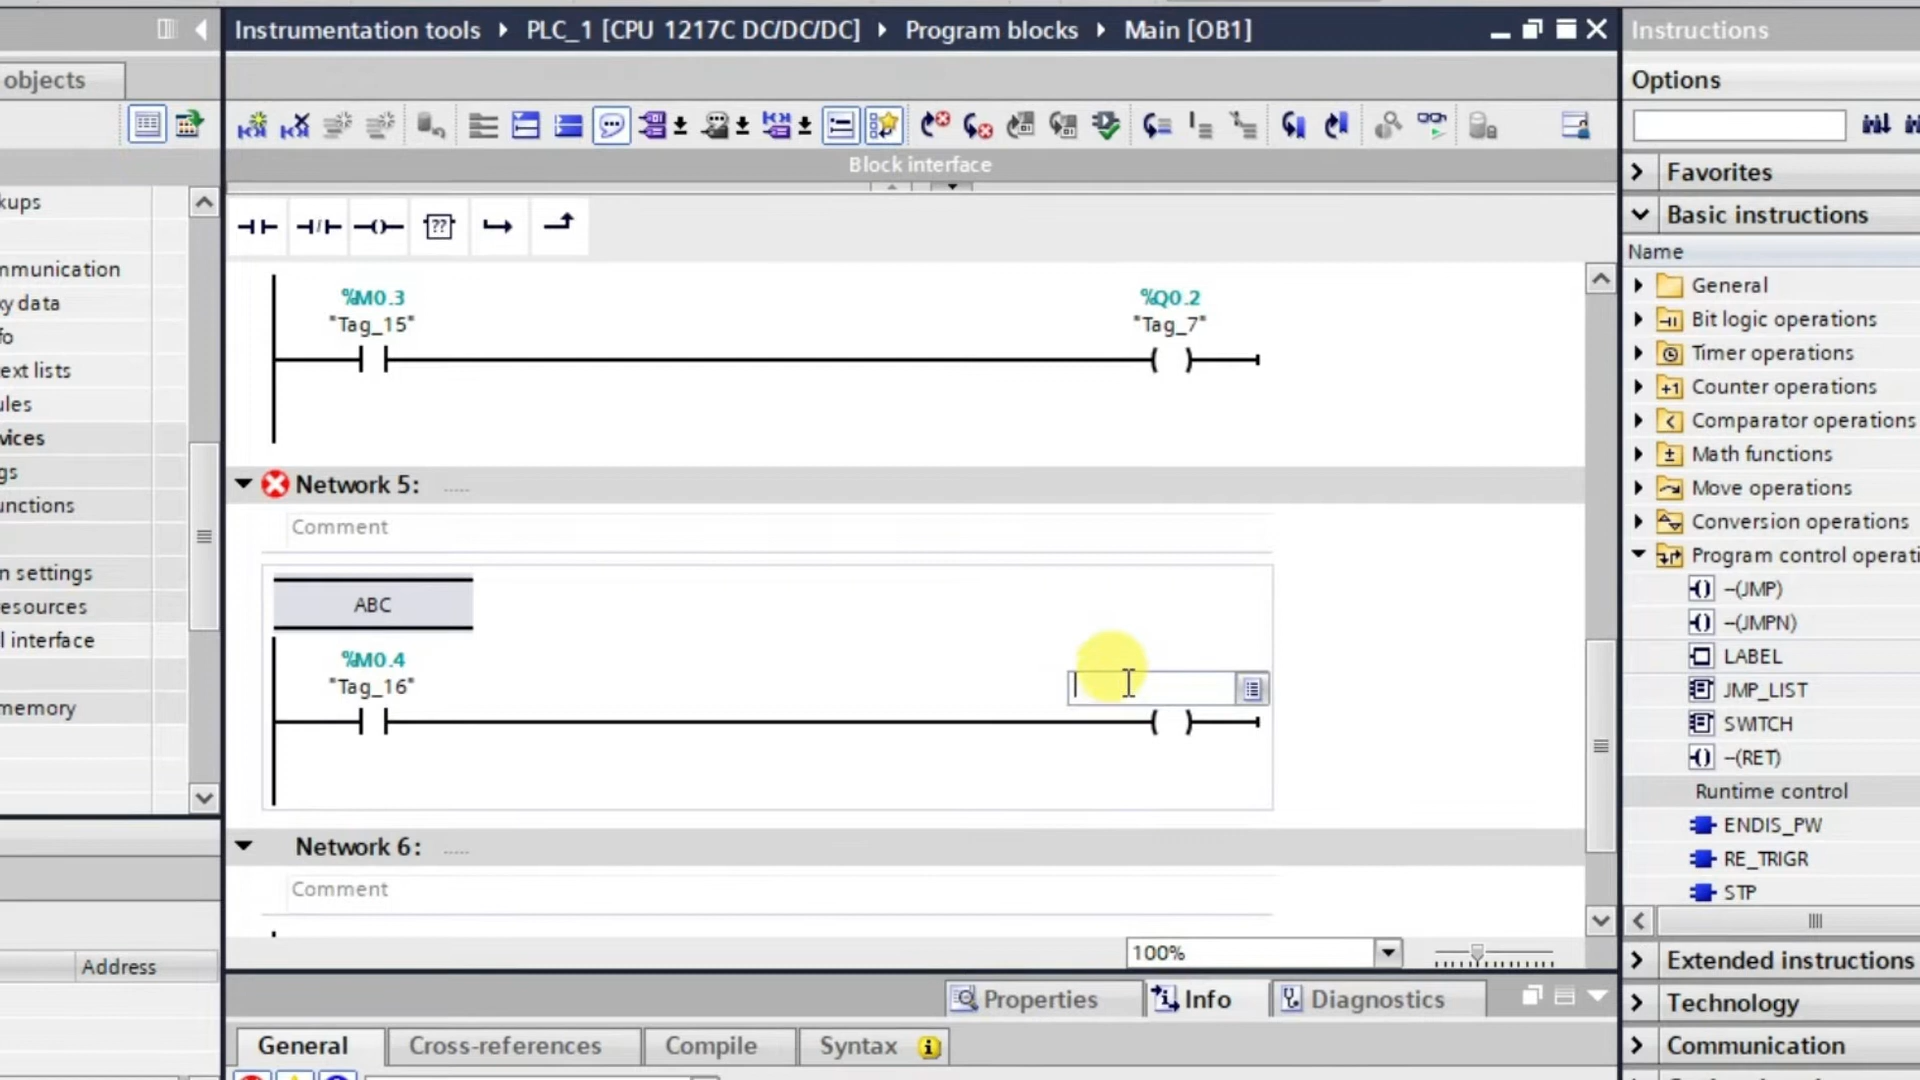 Instrumentation tools ▸ PLC_1 [CPU 1217C DC/DC/DC] ▸ Program blocks ▸ Main [OB1]
Instructions
objects
Options
Block interface
Favorites
Basic instructions
Name
kups
mmunication
xy data
fo
ext lists
ules
vices
gs
unctions
n settings
esources
l interface
memory
Address
??
%M0.3
"Tag_15"
%Q0.2
"Tag_7"
Network 5: .....
Comment
ABC
%M0.4
"Tag_16"
Network 6: .....
Comment
100%
General
Bit logic operations
Timer operations
Counter operations
Comparator operations
Math functions
Move operations
Conversion operations
Program control operati
-(JMP)
-(JMPN)
LABEL
JMP_LIST
SWITCH
-(RET)
Runtime control
ENDIS_PW
RE_TRIGR
STP
Extended instructions
Technology
Communication
Properties
Info
Diagnostics
General
Cross-references
Compile
Syntax